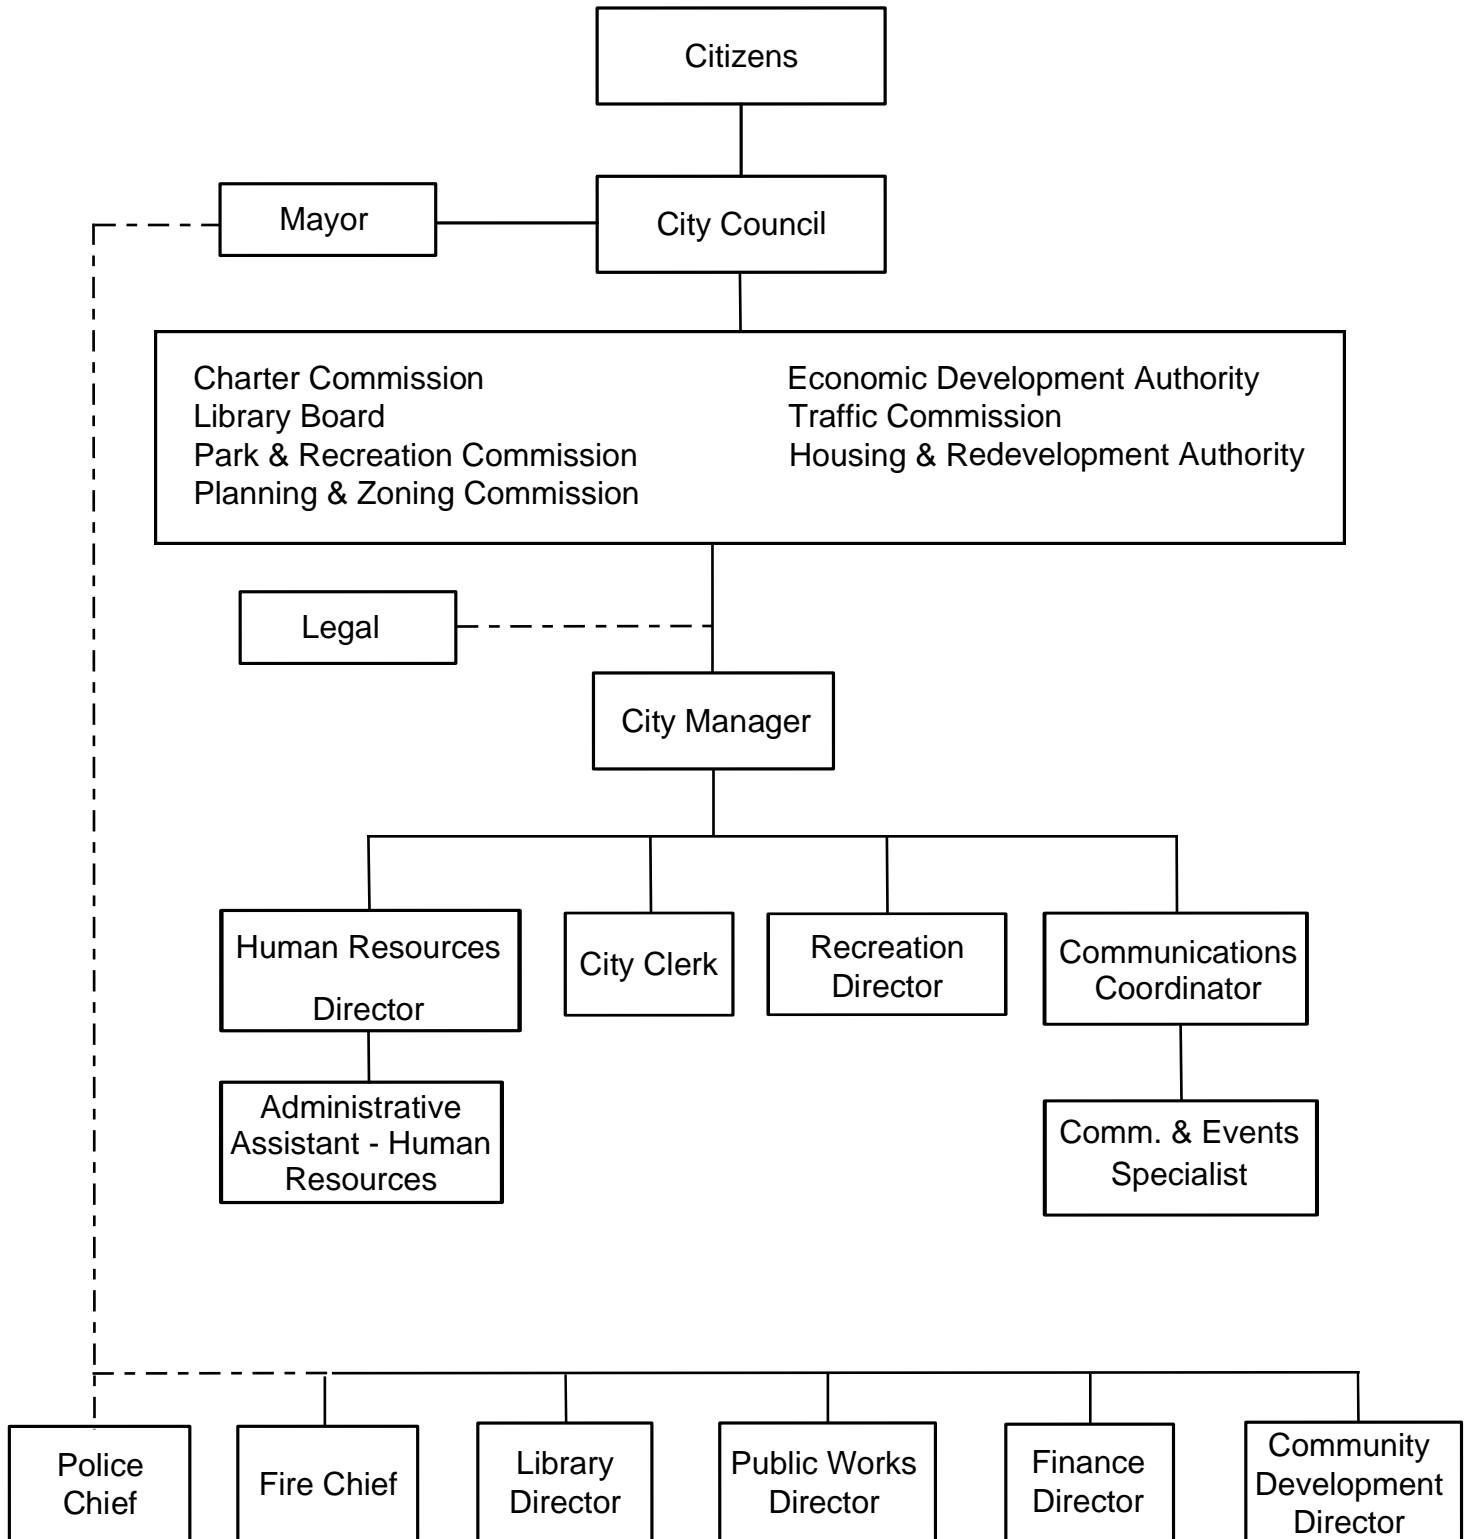 Citizens
Mayor
City Council
Charter Commission
Library Board
Park & Recreation Commission
Planning & Zoning Commission
Economic Development Authority
Traffic Commission
Housing & Redevelopment Authority
Legal
City Manager
Human Resources
Director
City Clerk
Recreation
Director
Communications
Coordinator
Administrative
Assistant - Human
Resources
Comm. & Events
Specialist
Police
Chief
Fire Chief
Library
Director
Public Works
Director
Finance
Director
Community
Development
Director